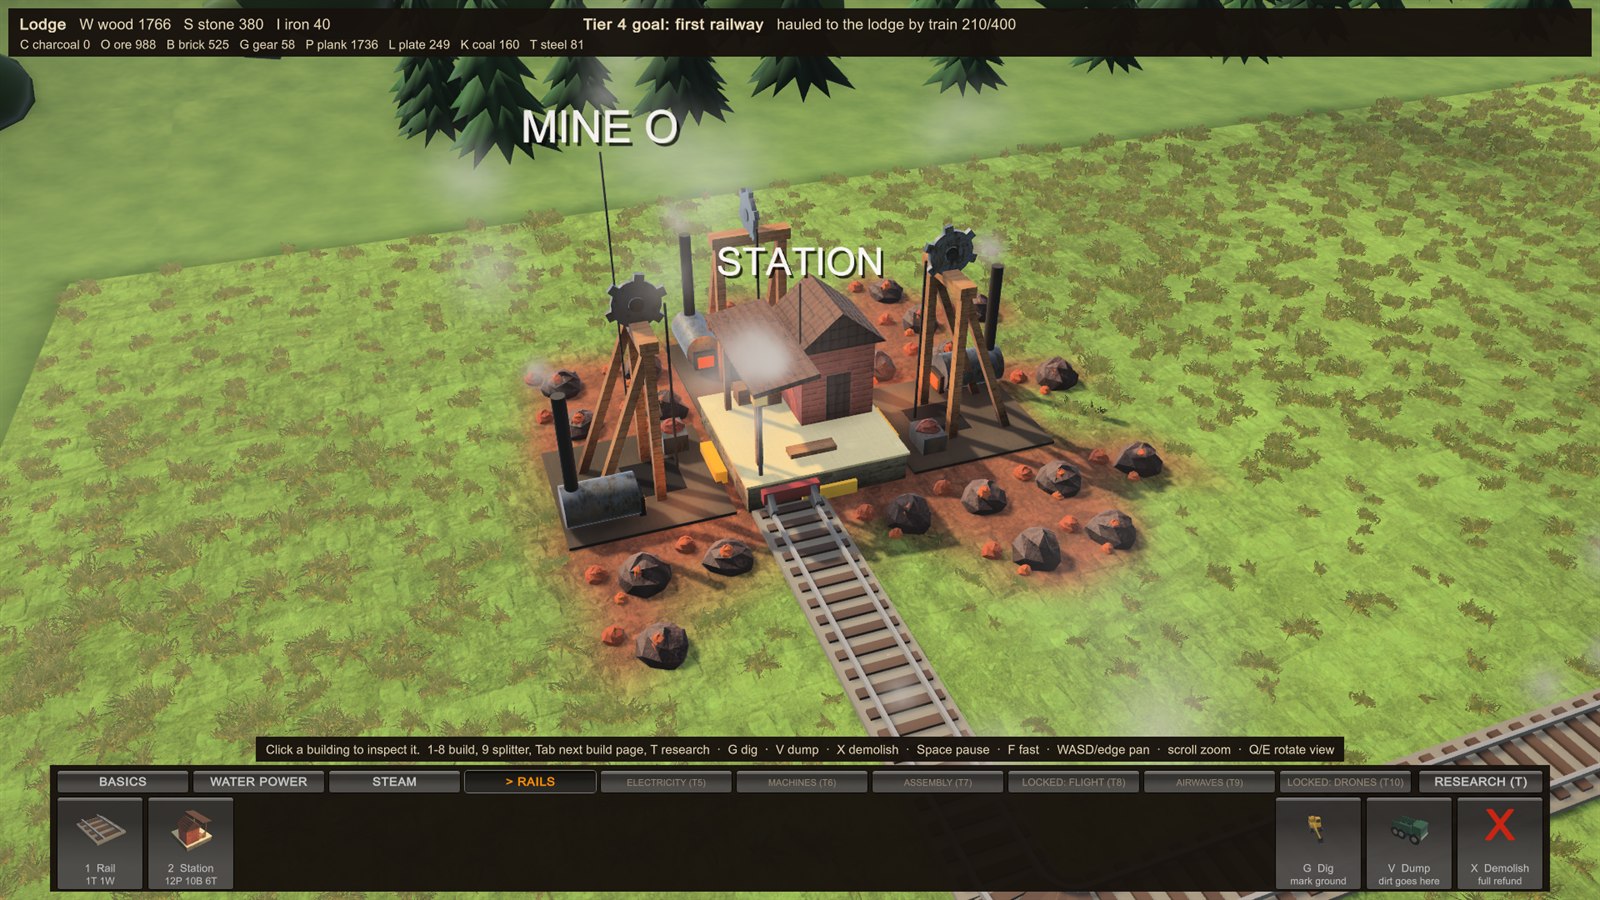 Lodge W wood 1766 S stone 380 I iron 40
Tier 4 goal: first railway hauled to the lodge by train 210/400
C charcoal 0 O ore 988 B brick 525 G gear 58 P plank 1736 L plate 249 K coal 160 T steel 81
MINE O
STATION
Click a building to inspect it. 1-8 build, 9 splitter, Tab next build page, T research · G dig · V dump · X demolish · Space pause · F fast · WASD/edge pan · scroll zoom · Q/E rotate view
BASICS
WATER POWER
STEAM
> RAILS
ELECTRICITY (T5)
MACHINES (T6)
ASSEMBLY (T7)
LOCKED: FLIGHT (T8)
AIRWAVES (T9)
LOCKED: DRONES (T10)
RESEARCH (T)
1 Rail
1T 1W
2 Station
12P 10B 6T
G Dig
mark ground
V Dump
dirt goes here
X Demolish
full refund